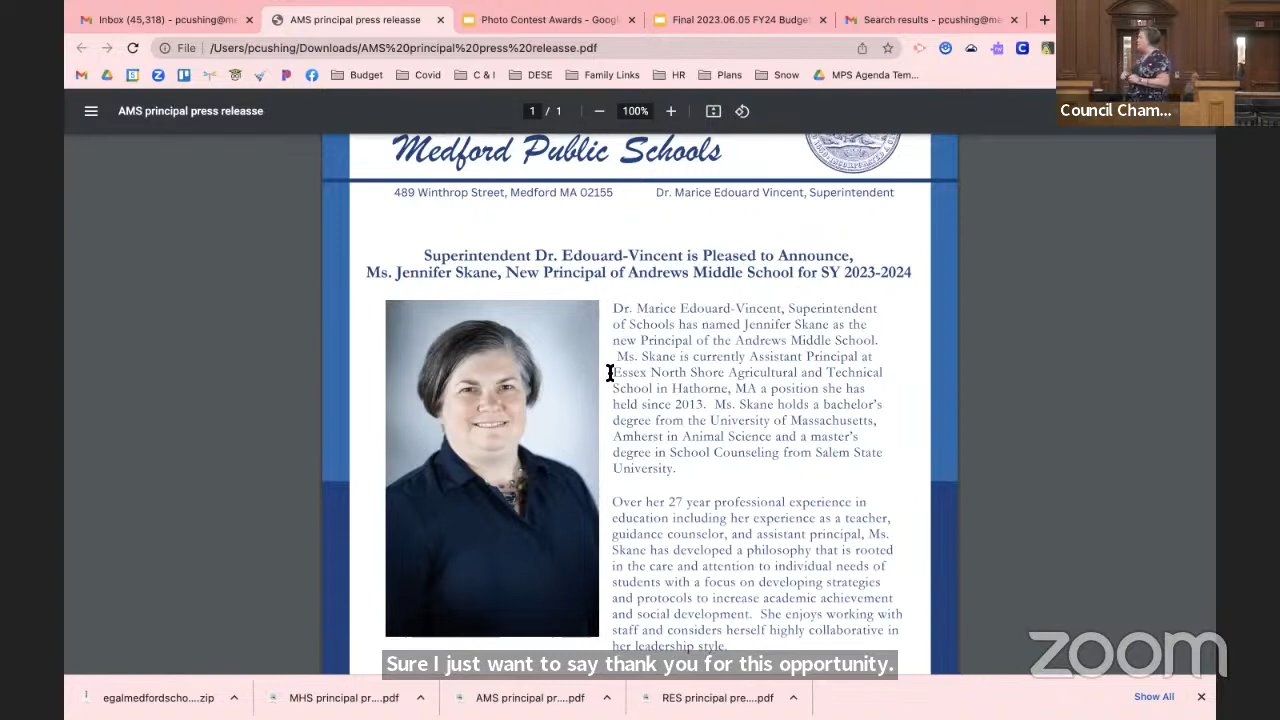 Inbox (45,318) - pcushing@me
AMS principal press releasse
Photo Contest Awards - Googl
Final 2023.06.05 FY24 Budget
Search results - pcushing@me
File
/Users/pcushing/Downloads/AMS%20principal%20press%20releasse.pdf
Budget
Covid
C & I
DESE
Family Links
HR
Plans
Snow
MPS Agenda Tem...
Council Cham...
AMS principal press releasse
1 / 1
100%
Medford Public Schools
489 Winthrop Street, Medford MA 02155
Dr. Marice Edouard Vincent, Superintendent
Superintendent Dr. Edouard-Vincent is Pleased to Announce,
Ms. Jennifer Skane, New Principal of Andrews Middle School for SY 2023-2024
Dr. Marice Edouard-Vincent, Superintendent
of Schools has named Jennifer Skane as the
new Principal of the Andrews Middle School.
Ms. Skane is currently Assistant Principal at
Essex North Shore Agricultural and Technical
School in Hathorne, MA a position she has
held since 2013. Ms. Skane holds a bachelor's
degree from the University of Massachusetts,
Amherst in Animal Science and a master's
degree in School Counseling from Salem State
University.
Over her 27 year professional experience in
education including her experience as a teacher,
guidance counselor, and assistant principal, Ms.
Skane has developed a philosophy that is rooted
in the care and attention to individual needs of
students with a focus on developing strategies
and protocols to increase academic achievement
and social development. She enjoys working with
staff and considers herself highly collaborative in
her leadership style.
Sure I just want to say thank you for this opportunity.
zoom
egalmedfordscho....zip
MHS principal pr....pdf
AMS principal pr....pdf
RES principal pre....pdf
Show All